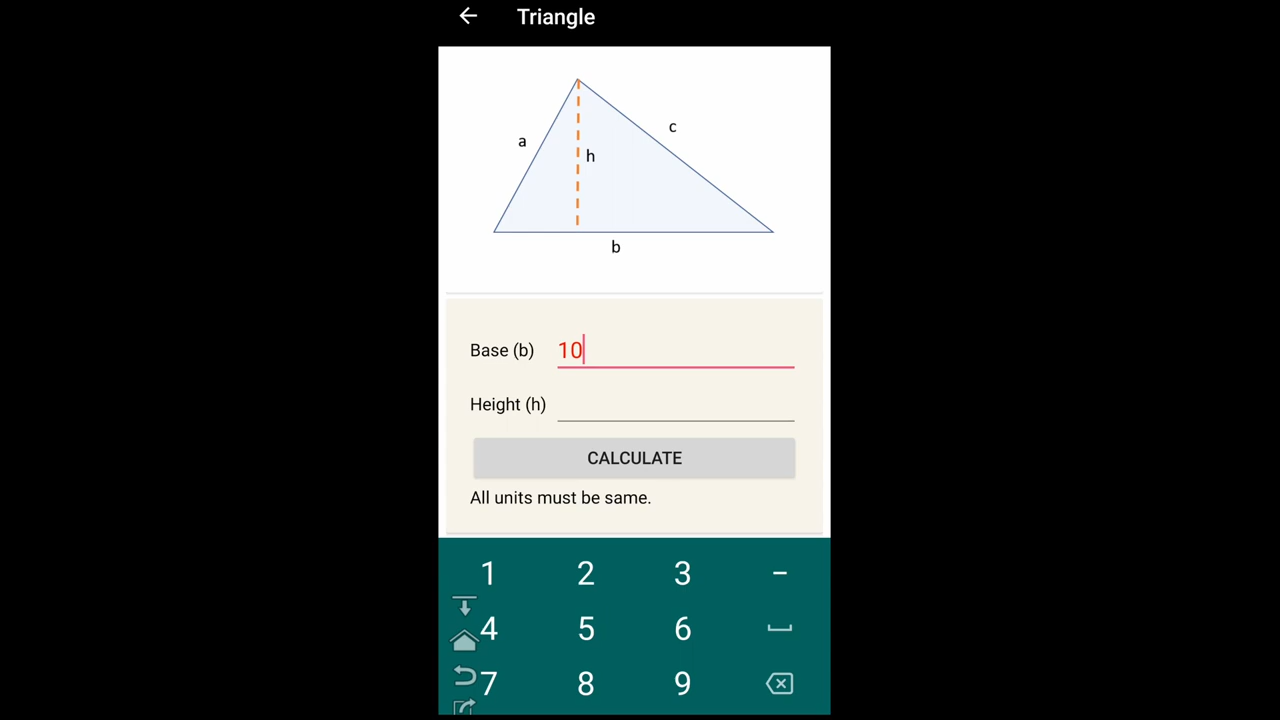 Triangle
a
c
h
b
Base (b) 10
Height (h)
CALCULATE
All units must be same.
1 2 3 -
4 5 6
7 8 9